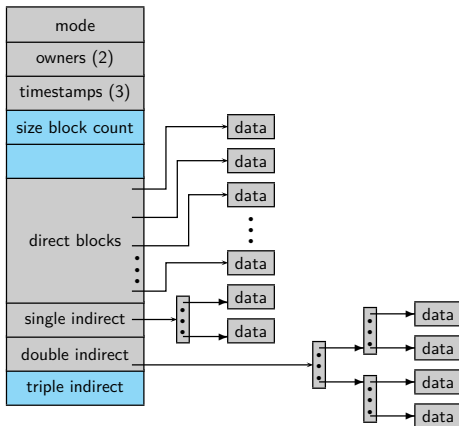 mode
owners (2)
timestamps (3)
size block count
data
data
data
direct blocks
data
data
single indirect
data
data
double indirect
data
triple indirect
data
data